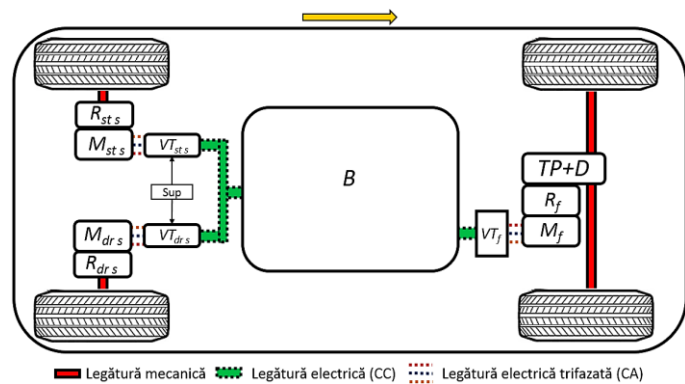 R_st s
M_st s
VT_st s
Sup
B
TP+D
R_f
M_f
VT_f
M_dr s
VT_dr s
R_dr s
Legătură mecanică
Legătură electrică (CC)
Legătură electrică trifazată (CA)